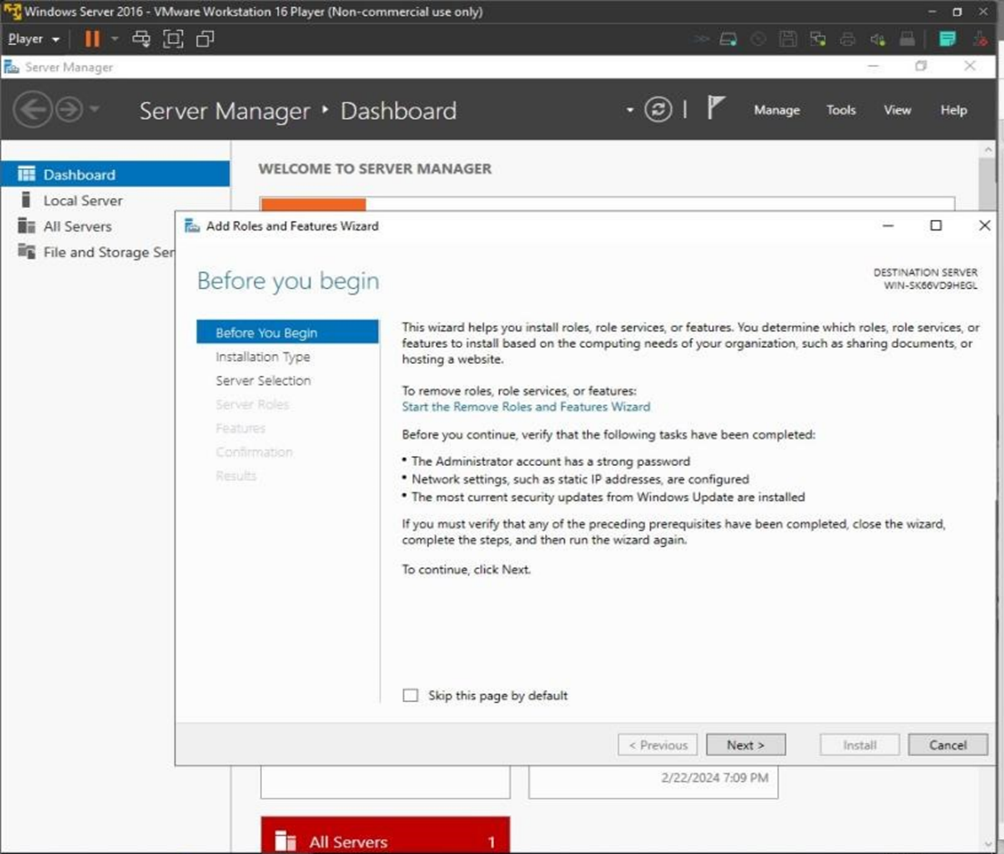 Windows Server 2016 - VMware Workstation 16 Player (Non-commercial use only)
Player
Server Manager
Server Manager ‣ Dashboard
Manage Tools View Help
Dashboard
Local Server
All Servers
File and Storage Ser
WELCOME TO SERVER MANAGER
Add Roles and Features Wizard
Before you begin
DESTINATION SERVER
WIN-SK66VD9HEGL
Before You Begin
Installation Type
Server Selection
Server Roles
Features
Confirmation
Results
This wizard helps you install roles, role services, or features. You determine which roles, role services, or
features to install based on the computing needs of your organization, such as sharing documents, or
hosting a website.
To remove roles, role services, or features:
Start the Remove Roles and Features Wizard
Before you continue, verify that the following tasks have been completed:
• The Administrator account has a strong password
• Network settings, such as static IP addresses, are configured
• The most current security updates from Windows Update are installed
If you must verify that any of the preceding prerequisites have been completed, close the wizard,
complete the steps, and then run the wizard again.
To continue, click Next.
Skip this page by default
< Previous Next > Install Cancel
2/22/2024 7:09 PM
All Servers 1